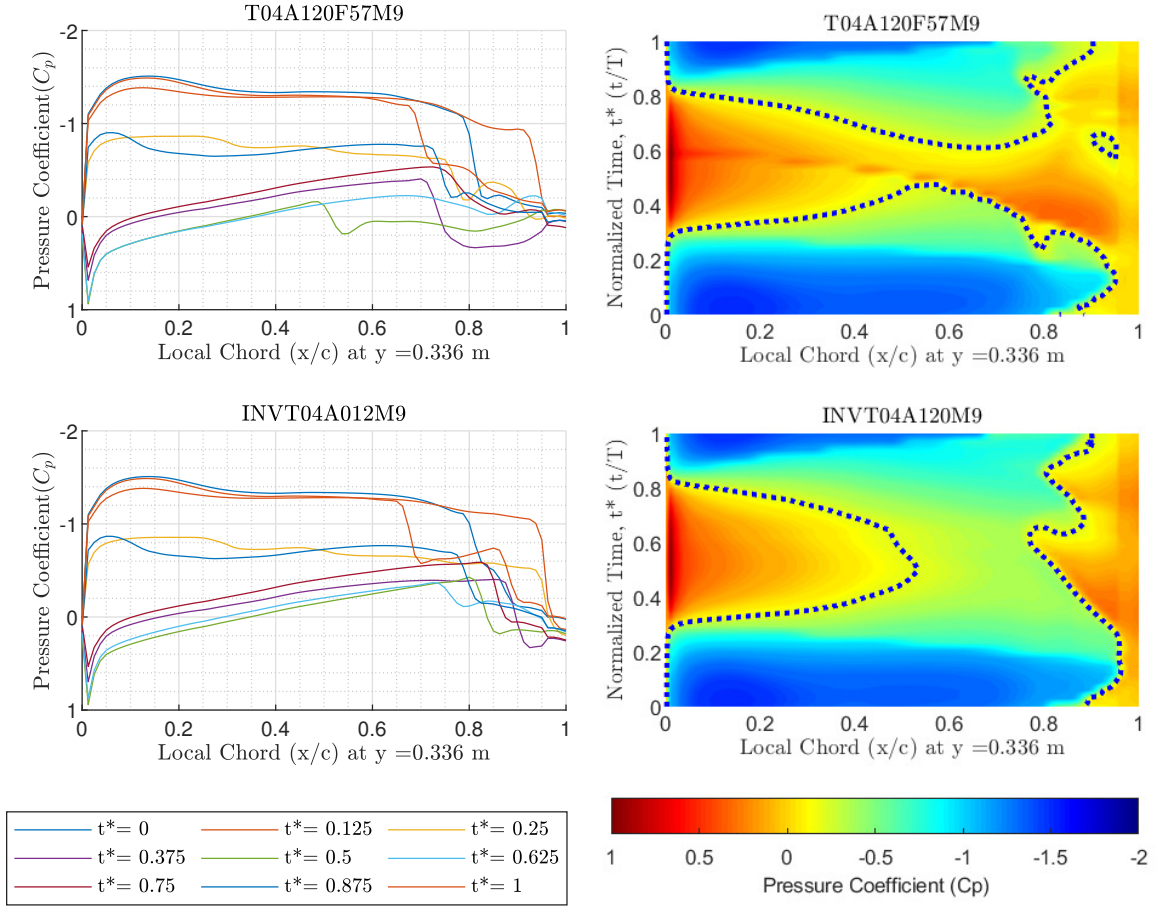 T04A120F57M9
-2
-1
0
1
Pressure Coefficient(Cp)
0
0.2
0.4
0.6
0.8
1
Local Chord (x/c) at y =0.336 m
T04A120F57M9
1
0.8
0.6
0.4
0.2
0
Normalized Time, t* (t/T)
0
0.2
0.4
0.6
0.8
1
Local Chord (x/c) at y =0.336 m
INVT04A012M9
-2
-1
0
1
Pressure Coefficient(Cp)
0
0.2
0.4
0.6
0.8
1
Local Chord (x/c) at y =0.336 m
INVT04A120M9
1
0.8
0.6
0.4
0.2
0
Normalized Time, t* (t/T)
0
0.2
0.4
0.6
0.8
1
Local Chord (x/c) at y =0.336 m
t*= 0
t*= 0.125
t*= 0.25
t*= 0.375
t*= 0.5
t*= 0.625
t*= 0.75
t*= 0.875
t*= 1
1
0.5
0
-0.5
-1
-1.5
-2
Pressure Coefficient (Cp)